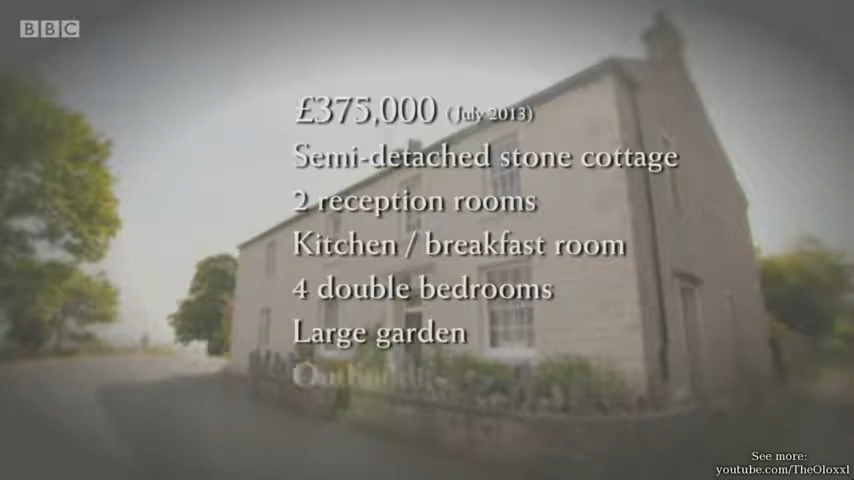 BBC
£375,000 (July 2013)
Semi-detached stone cottage
2 reception rooms
Kitchen / breakfast room
4 double bedrooms
Large garden
See more:
youtube.com/TheOloxxl